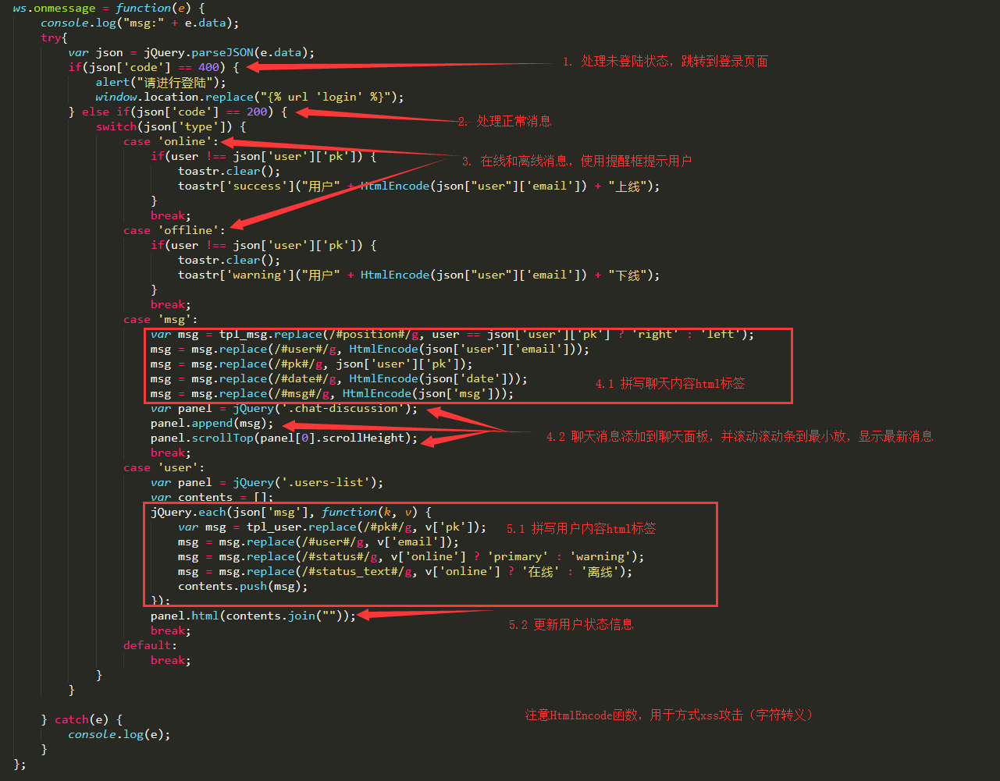 ws.onmessage = function(e) {
console.log("msg:" + e.data);
try{
var json = jQuery.parseJSON(e.data);
if(json['code'] == 400) {
1. 处理未登陆状态，跳转到登录页面
alert("请进行登陆");
window.location.replace("{% url 'login' %}");
} else if(json['code'] == 200) {
2. 处理正常消息
switch(json['type']) {
case 'online':
if(user !== json['user']['pk']) {
3. 在线和离线消息，使用提醒框提示用户
toastr.clear();
toastr['success']("用户" + HtmlEncode(json["user"]['email']) + "上线");
}
break;
case 'offline':
if(user !== json['user']['pk']) {
toastr.clear();
toastr['warning']("用户" + HtmlEncode(json["user"]['email']) + "下线");
}
break;
case 'msg':
var msg = tpl_msg.replace(/#position#/g, user == json['user']['pk'] ? 'right' : 'left');
msg = msg.replace(/#user#/g, HtmlEncode(json['user']['email']));
msg = msg.replace(/#pk#/g, json['user']['pk']);
msg = msg.replace(/#date#/g, HtmlEncode(json['date']));
4.1 拼写聊天内容html标签
msg = msg.replace(/#msg#/g, HtmlEncode(json['msg']));
var panel = jQuery('.chat-discussion');
panel.append(msg);
panel.scrollTop(panel[0].scrollHeight);
4.2 聊天消息添加到聊天面板，并滚动滚动条到最小放，显示最新消息
break;
case 'user':
var panel = jQuery('.users-list');
var contents = [];
jQuery.each(json['msg'], function(k, v) {
var msg = tpl_user.replace(/#pk#/g, v['pk']);
5.1 拼写用户内容html标签
msg = msg.replace(/#user#/g, v['email']);
msg = msg.replace(/#status#/g, v['online'] ? 'primary' : 'warning');
msg = msg.replace(/#status_text#/g, v['online'] ? '在线' : '离线');
contents.push(msg);
});
panel.html(contents.join(""));
5.2 更新用户状态信息
break;
default:
break;
}
}
注意HtmlEncode函数，用于方式xss攻击（字符转义）
} catch(e) {
console.log(e);
}
};